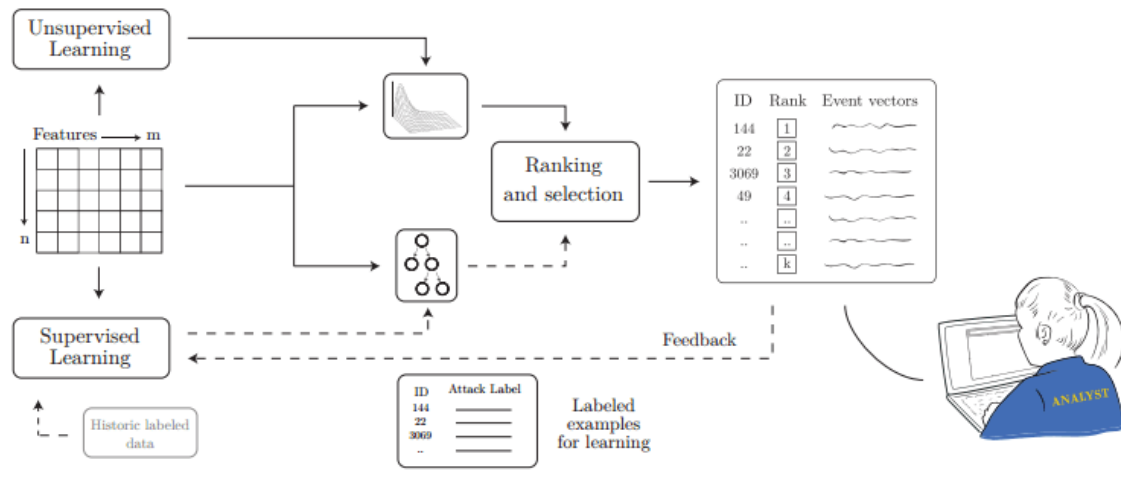 Unsupervised
Learning
Features m
n
Supervised
Learning
Historic labeled
data
Ranking
and selection
ID Rank Event vectors
144 1
22 2
3069 3
49 4
.. ..
.. ..
.. k
Feedback
ID Attack Label
144
22
3069
..
Labeled
examples
for learning
ANALYST